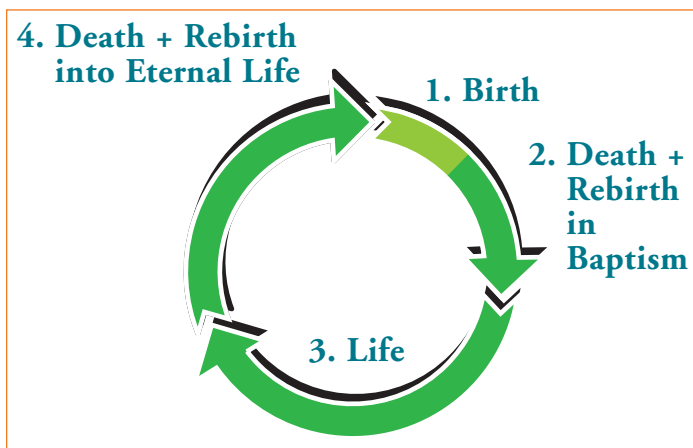 4. Death + Rebirth
into Eternal Life
1. Birth
2. Death +
Rebirth
in
Baptism
3. Life